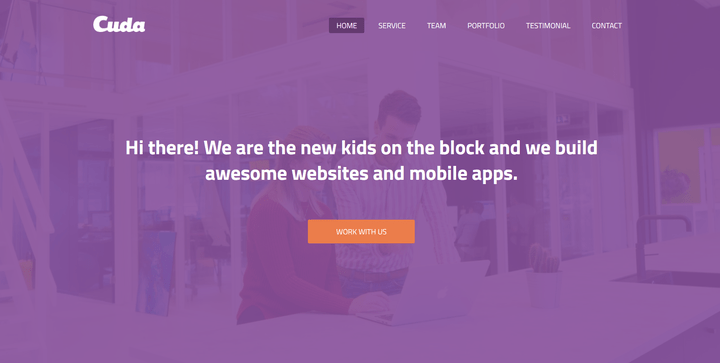 Cuda
HOME SERVICE TEAM PORTFOLIO TESTIMONIAL CONTACT
Hi there! We are the new kids on the block and we build
awesome websites and mobile apps.
WORK WITH US